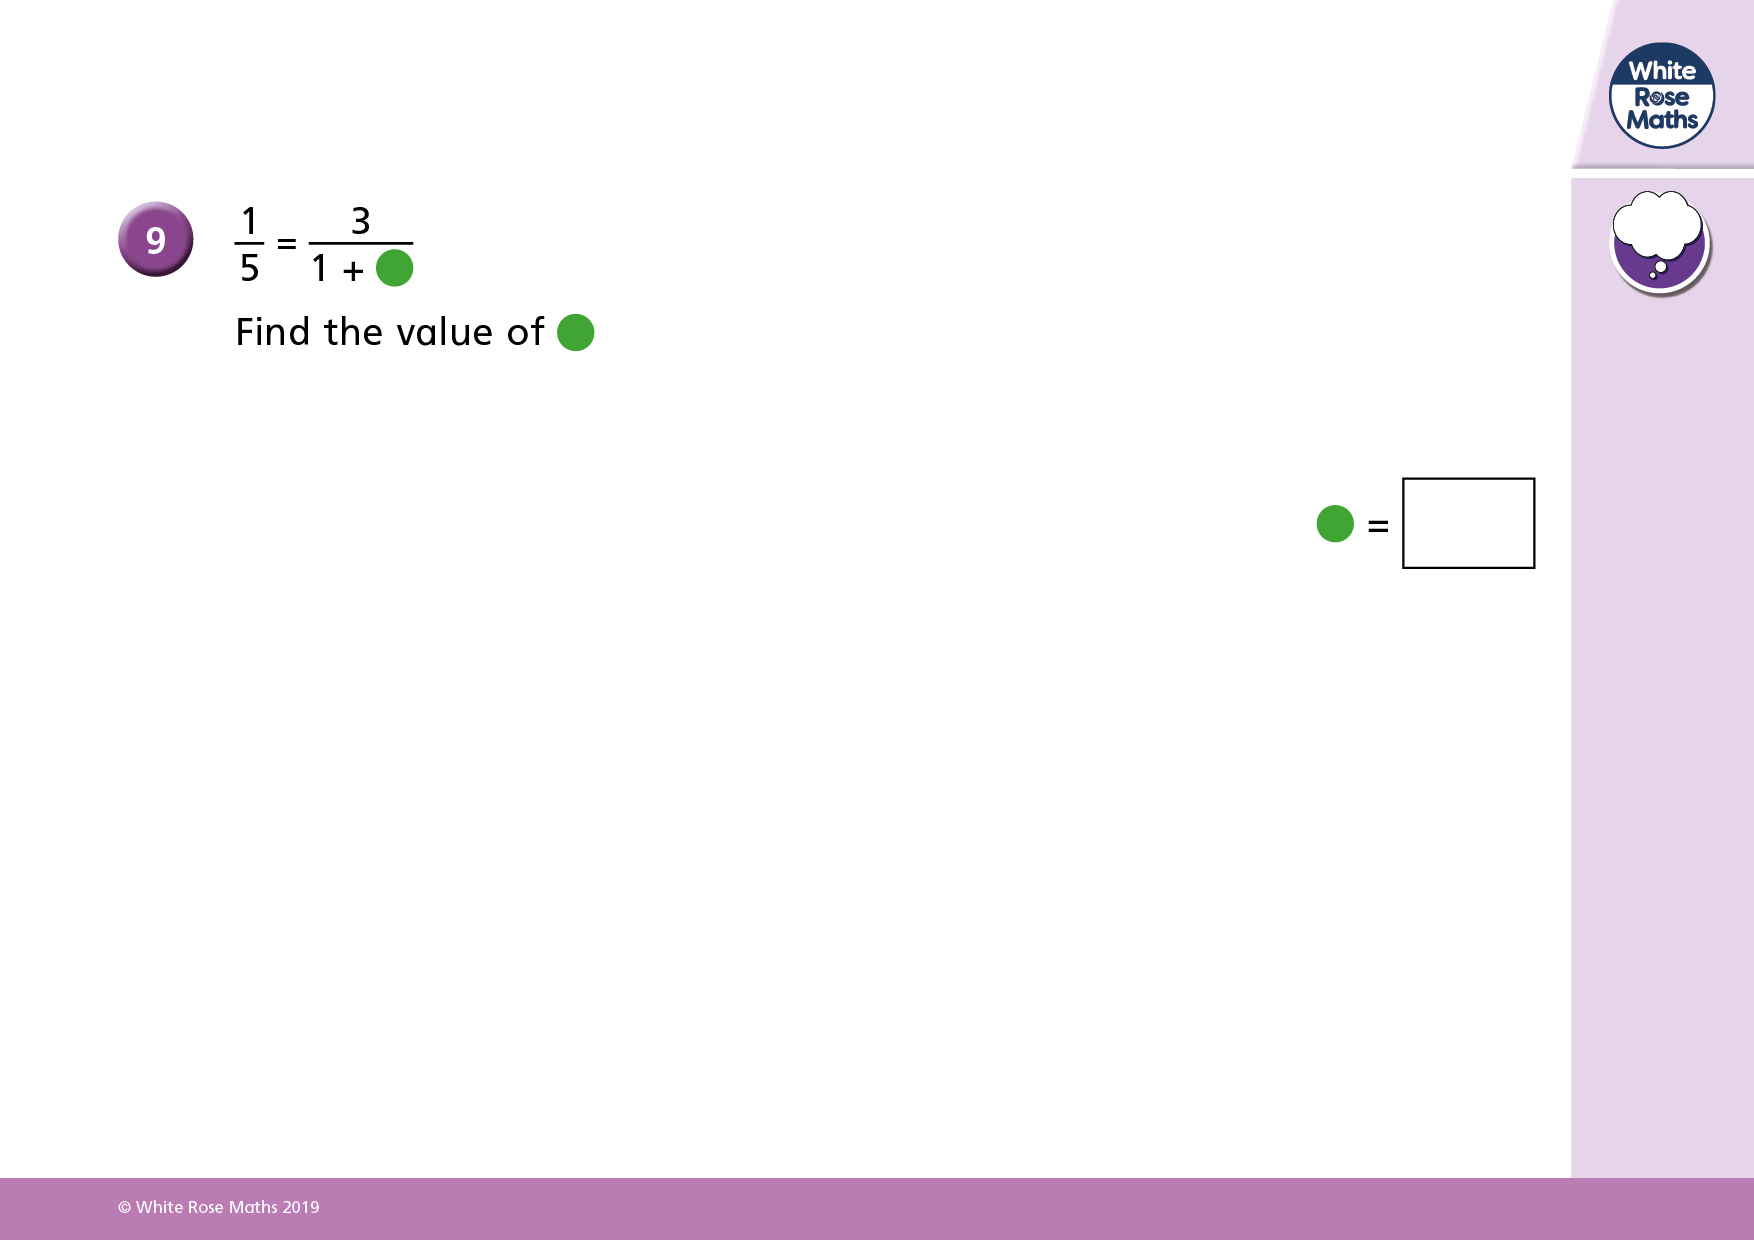 White
Rose
Maths
9
1/5 = 3/(1 + 🟢)
Find the value of 🟢
🟢 =
© White Rose Maths 2019